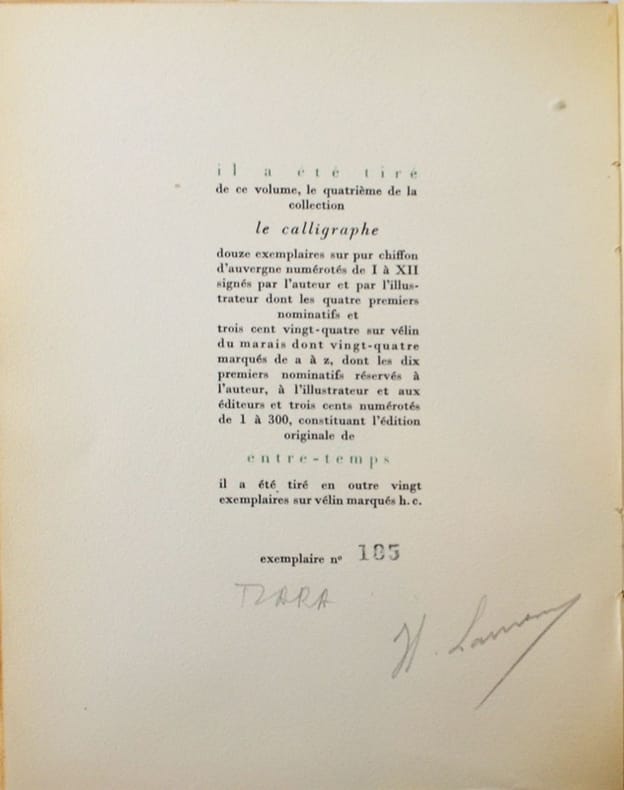 il a été tiré
de ce volume, le quatrième de la
collection
le calligraphe
douze exemplaires sur pur chiffon
d'auvergne numérotés de I à XII
signés par l'auteur et par l'illus-
trateur dont les quatre premiers
nominatifs et
trois cent vingt-quatre sur vélin
du marais dont vingt-quatre
marqués de a à z, dont les dix
premiers nominatifs réservés à
l'auteur, à l'illustrateur et aux
éditeurs et trois cents numérotés
de 1 à 300, constituant l'édition
originale de
entre-temps
il a été tiré en outre vingt
exemplaires sur vélin marqués h. c.
exemplaire nº 185
TZARA
H. Laurens